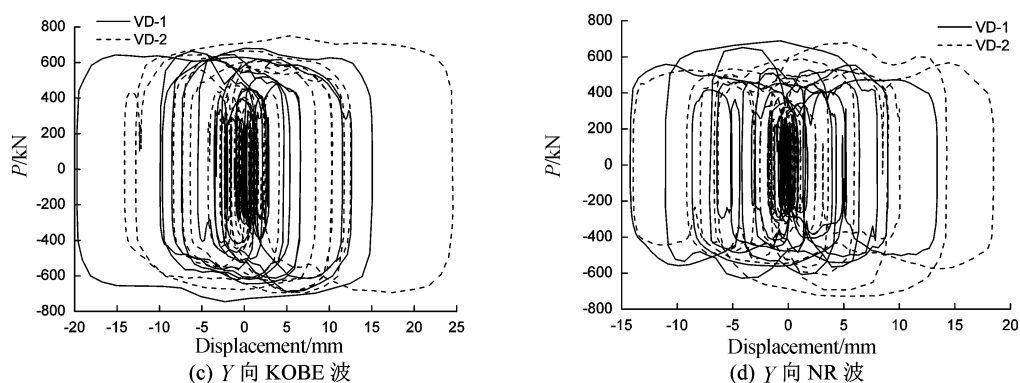 VD-1
VD-2
800
600
400
200
0
-200
-400
-600
-800
P/kN
-20 -15 -10 -5 0 5 10 15 20 25
Displacement/mm
(c) Y 向 KOBE 波
VD-1
VD-2
800
600
400
200
0
-200
-400
-600
-800
P/kN
-15 -10 -5 0 5 10 15 20
Displacement/mm
(d) Y 向 NR 波